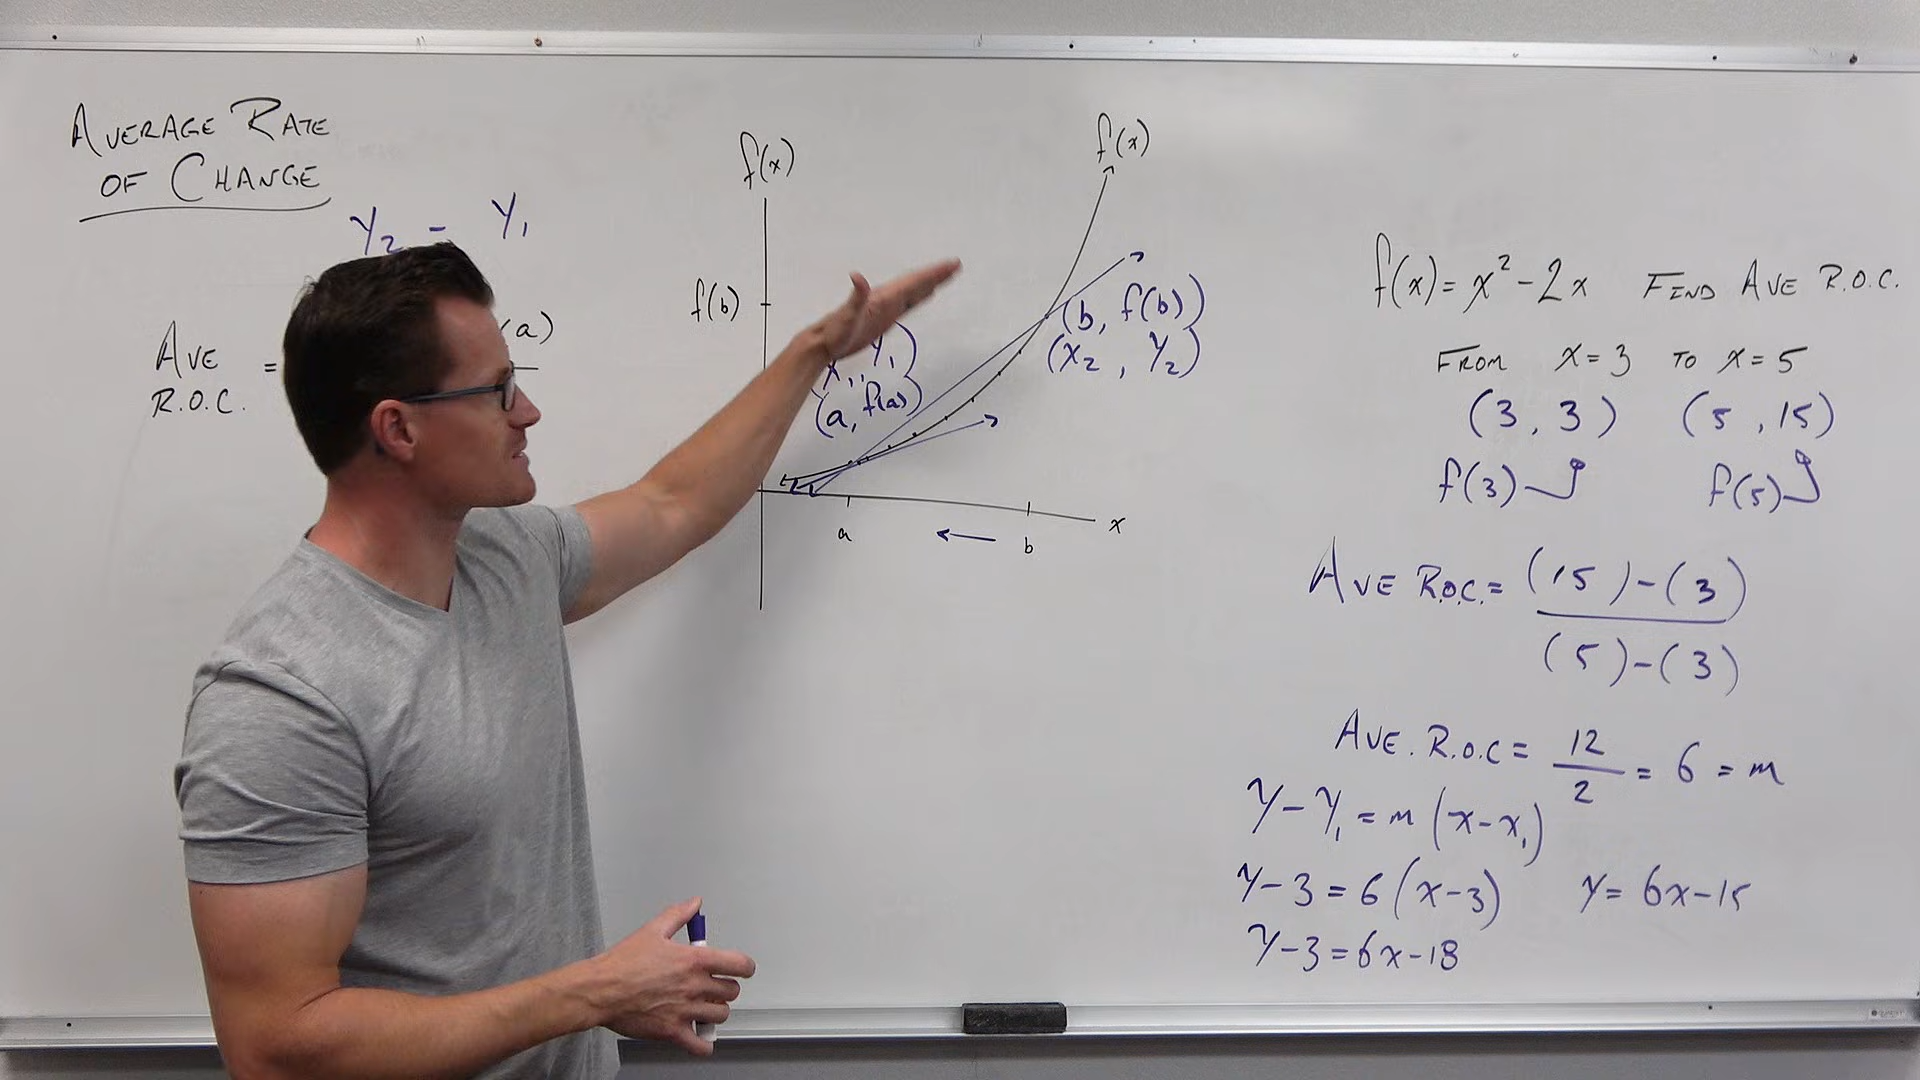 AVERAGE RATE
OF CHANGE
Y₂ - Y₁
AVE
R.O.C. =
(a)
f(x)
f(x)
f(b)
(b, f(b))
(x₂, Y₂)
x₁, Y₁)
(a, f(a))
a
b
x
f(x) = x² - 2x FIND AVE R.O.C.
FROM x = 3 TO x = 5
(3, 3) (5, 15)
f(3) f(5)
AVE R.O.C. = (15) - (3)
(5) - (3)
AVE. R.O.C = 12/2 = 6 = m
y - y₁ = m(x - x₁)
y - 3 = 6(x - 3) y = 6x - 15
y - 3 = 6x - 18